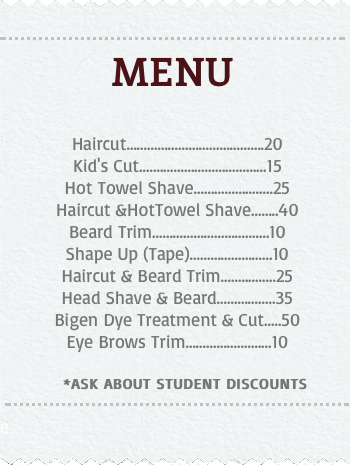 MENU
Haircut............................................20
Kid's Cut.........................................15
Hot Towel Shave.........................25
Haircut &HotTowel Shave........40
Beard Trim.....................................10
Shape Up (Tape)..........................10
Haircut & Beard Trim.................25
Head Shave & Beard..................35
Bigen Dye Treatment & Cut.....50
Eye Brows Trim...........................10
*ASK ABOUT STUDENT DISCOUNTS
e